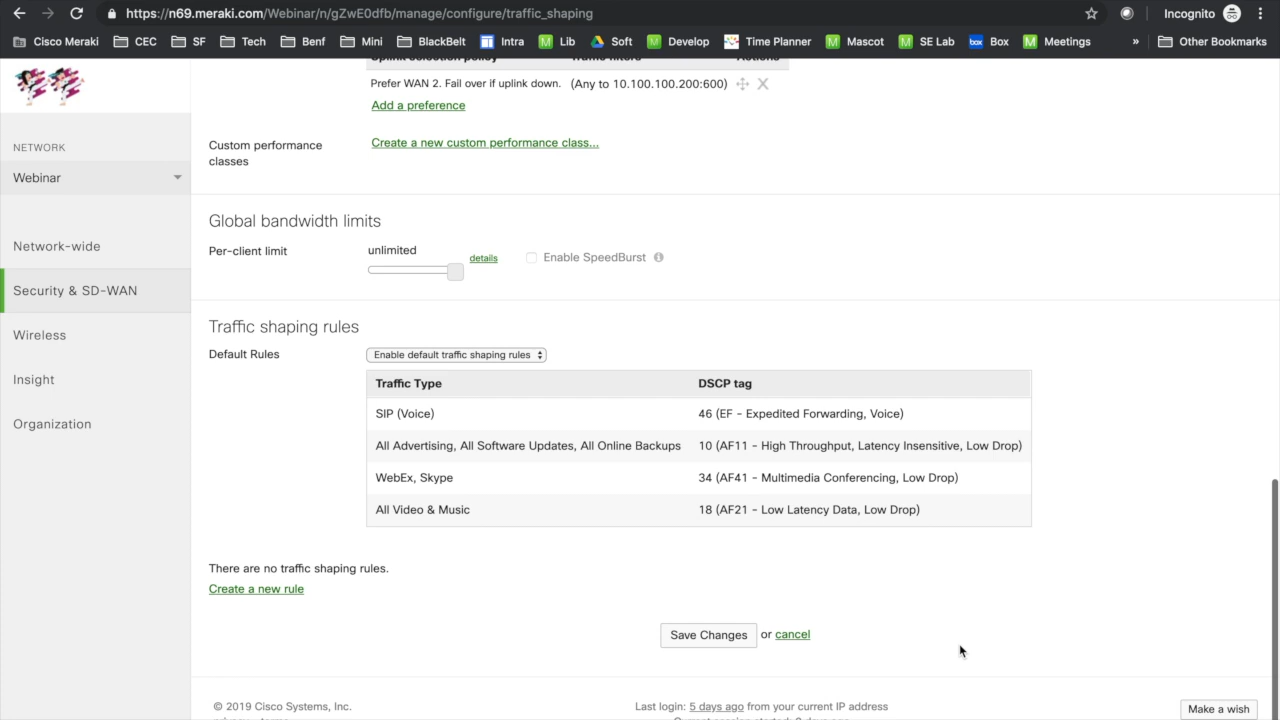 https://n69.meraki.com/Webinar/n/gZwE0dfb/manage/configure/traffic_shaping
Incognito
Cisco Meraki CEC SF Tech Benf Mini BlackBelt Intra Lib Soft Develop Time Planner Mascot SE Lab Box Meetings » Other Bookmarks
Uplink selection policy Traffic filters Actions
Prefer WAN 2. Fail over if uplink down. (Any to 10.100.100.200:600)
Add a preference
Custom performance classes
Create a new custom performance class...
NETWORK
Webinar
Network-wide
Security & SD-WAN
Wireless
Insight
Organization
Global bandwidth limits
Per-client limit
unlimited
details
Enable SpeedBurst
Traffic shaping rules
Default Rules
Enable default traffic shaping rules
Traffic Type DSCP tag
SIP (Voice) 46 (EF - Expedited Forwarding, Voice)
All Advertising, All Software Updates, All Online Backups 10 (AF11 - High Throughput, Latency Insensitive, Low Drop)
WebEx, Skype 34 (AF41 - Multimedia Conferencing, Low Drop)
All Video & Music 18 (AF21 - Low Latency Data, Low Drop)
There are no traffic shaping rules.
Create a new rule
Save Changes or cancel
© 2019 Cisco Systems, Inc.
Last login: 5 days ago from your current IP address
Make a wish